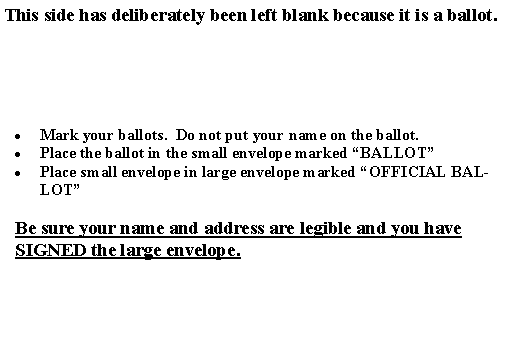 This side has deliberately been left blank because it is a ballot.
• Mark your ballots.  Do not put your name on the ballot.
• Place the ballot in the small envelope marked “BALLOT”
• Place small envelope in large envelope marked “OFFICIAL BAL-
LOT”
Be sure your name and address are legible and you have
SIGNED the large envelope.